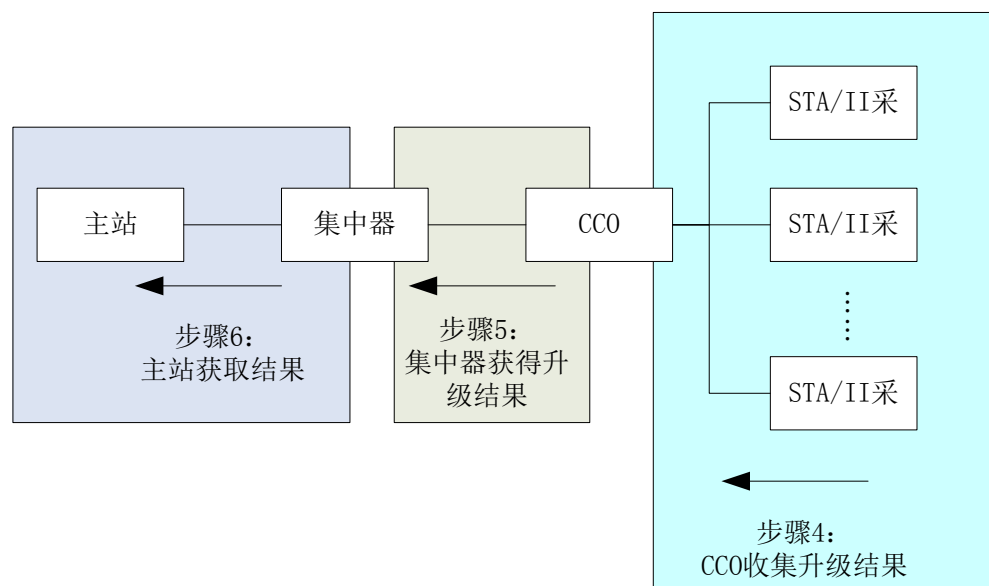 STA/II采
主站
集中器
CCO
STA/II采
……
STA/II采
步骤6:
主站获取结果
步骤5:
集中器获得升
级结果
步骤4:
CCO收集升级结果